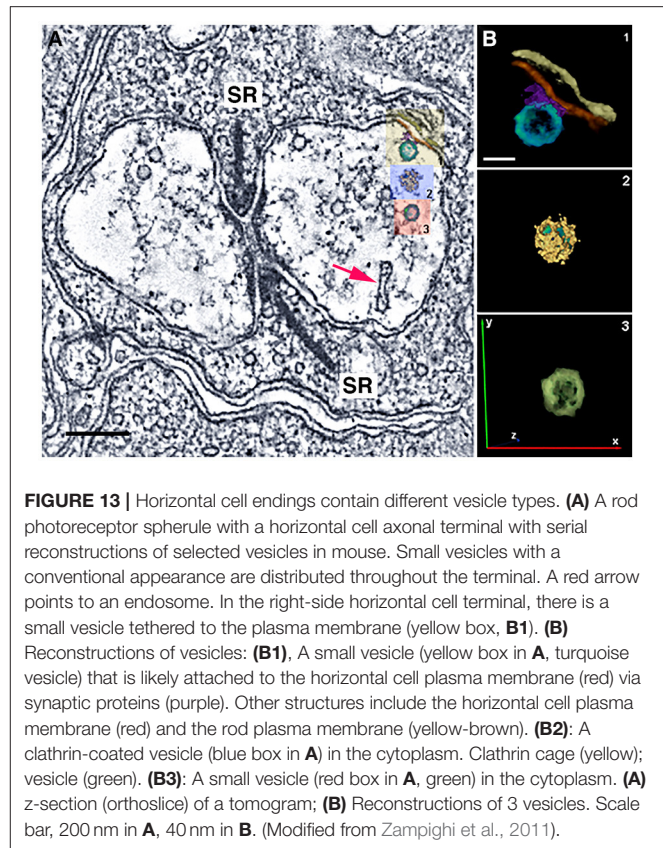 A
SR
2
3
SR
B
1
2
y
3
z
x
FIGURE 13 | Horizontal cell endings contain different vesicle types. (A) A rod
photoreceptor spherule with a horizontal cell axonal terminal with serial
reconstructions of selected vesicles in mouse. Small vesicles with a
conventional appearance are distributed throughout the terminal. A red arrow
points to an endosome. In the right-side horizontal cell terminal, there is a
small vesicle tethered to the plasma membrane (yellow box, B1). (B)
Reconstructions of vesicles: (B1), A small vesicle (yellow box in A, turquoise
vesicle) that is likely attached to the horizontal cell plasma membrane (red) via
synaptic proteins (purple). Other structures include the horizontal cell plasma
membrane (red) and the rod plasma membrane (yellow-brown). (B2): A
clathrin-coated vesicle (blue box in A) in the cytoplasm. Clathrin cage (yellow);
vesicle (green). (B3): A small vesicle (red box in A, green) in the cytoplasm. (A)
z-section (orthoslice) of a tomogram; (B) Reconstructions of 3 vesicles. Scale
bar, 200 nm in A, 40 nm in B. (Modified from Zampighi et al., 2011).